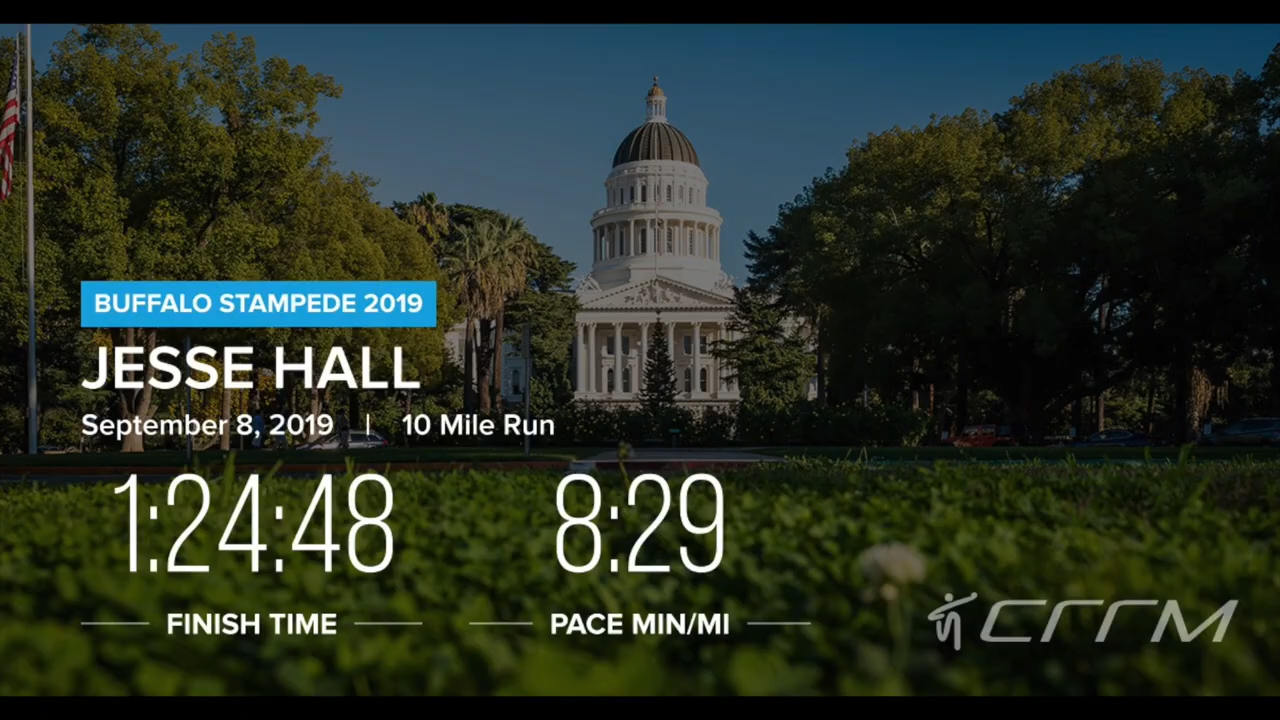 BUFFALO STAMPEDE 2019
JESSE HALL
September 8, 2019 | 10 Mile Run
1:24:48 8:29
FINISH TIME PACE MIN/MI
CRRM